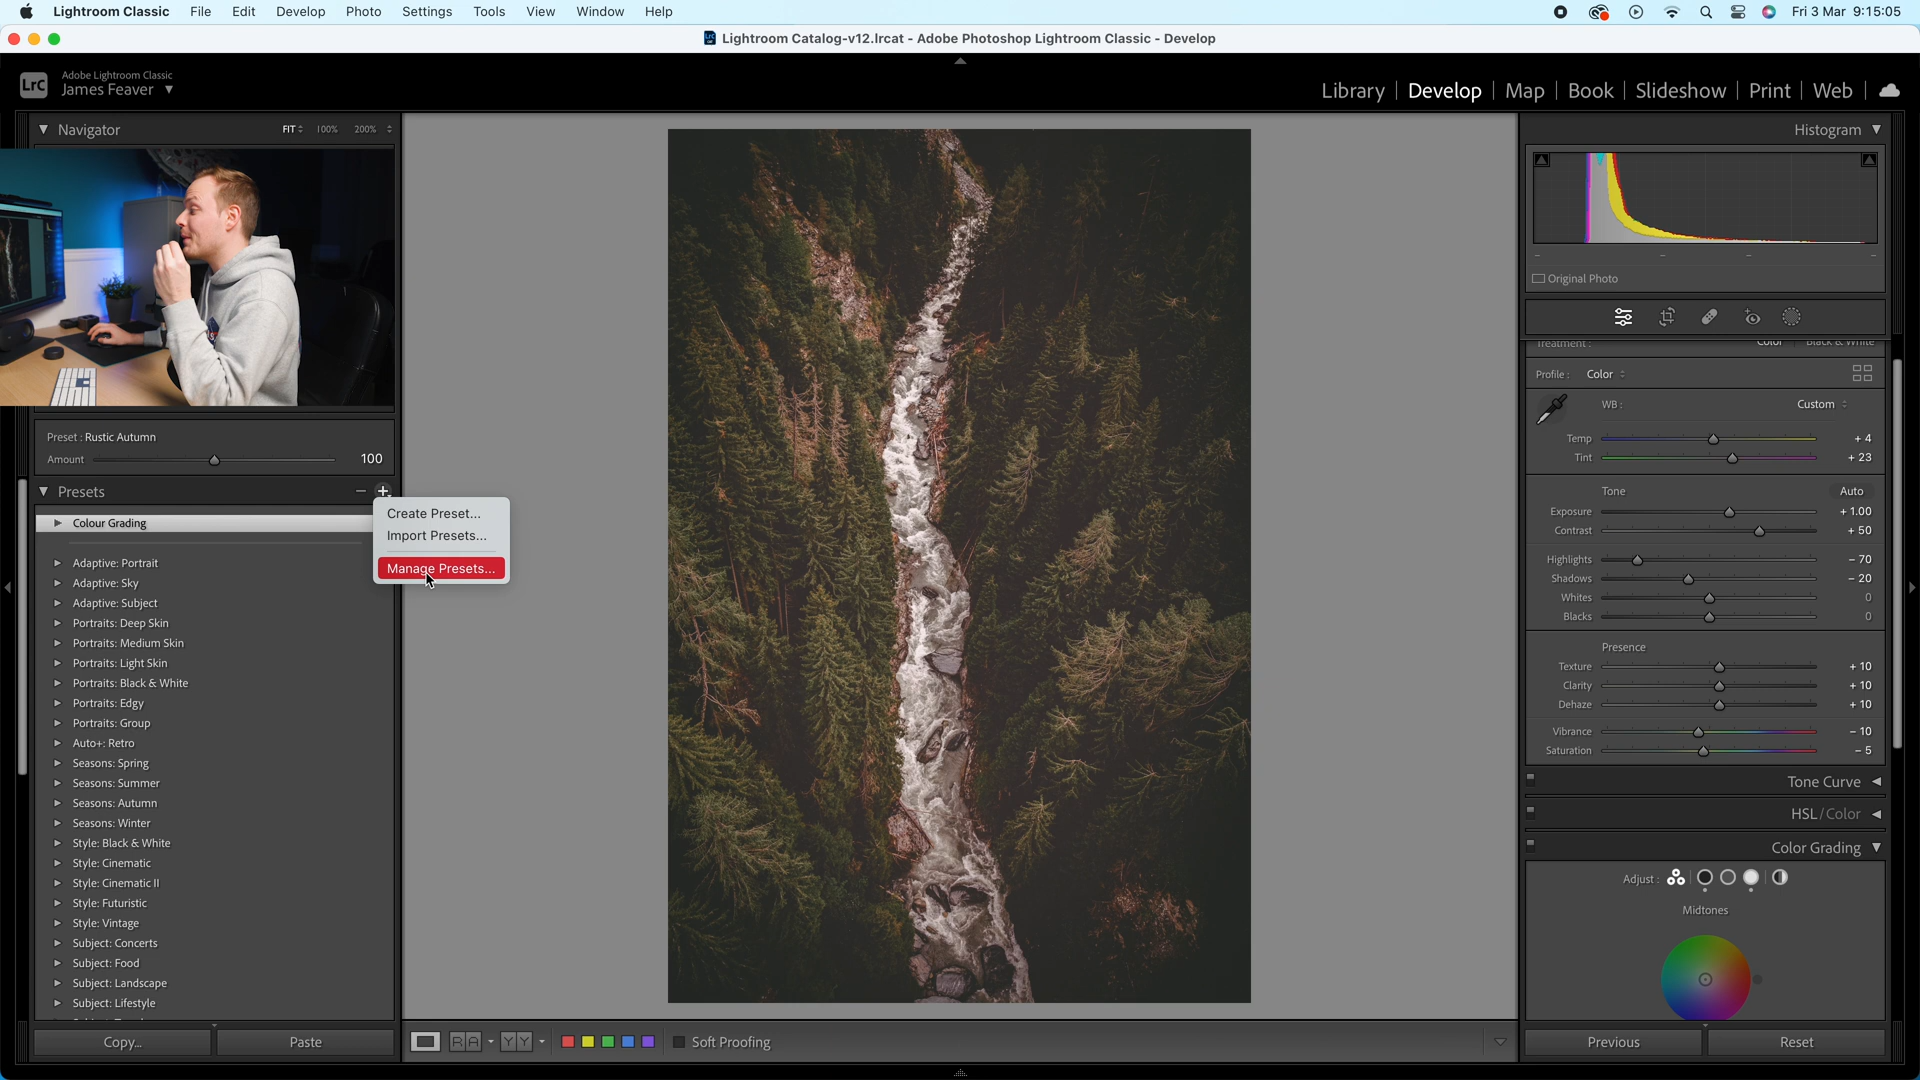 Lightroom Classic File Edit Develop Photo Settings Tools View Window Help Fri 3 Mar 9:15:05
Lightroom Catalog-v12.lrcat - Adobe Photoshop Lightroom Classic - Develop
LrC
Adobe Lightroom Classic
James Feaver
Library Develop Map Book Slideshow Print Web
Navigator FIT 100% 200%
Preset : Rustic Autumn
Amount 100
Presets
Colour Grading
Adaptive: Portrait
Adaptive: Sky
Adaptive: Subject
Portraits: Deep Skin
Portraits: Medium Skin
Portraits: Light Skin
Portraits: Black & White
Portraits: Edgy
Portraits: Group
Auto+: Retro
Seasons: Spring
Seasons: Summer
Seasons: Autumn
Seasons: Winter
Style: Black & White
Style: Cinematic
Style: Cinematic II
Style: Futuristic
Style: Vintage
Subject: Concerts
Subject: Food
Subject: Landscape
Subject: Lifestyle
Copy... Paste
Create Preset...
Import Presets...
Manage Presets...
R A Y Y Soft Proofing
Histogram
Original Photo
Treatment : Color Black & White
Profile : Color
WB : Custom
Temp + 4
Tint + 23
Tone Auto
Exposure + 1.00
Contrast + 50
Highlights - 70
Shadows - 20
Whites 0
Blacks 0
Presence
Texture + 10
Clarity + 10
Dehaze + 10
Vibrance - 10
Saturation - 5
Tone Curve
HSL / Color
Color Grading
Adjust :
Midtones
Previous Reset